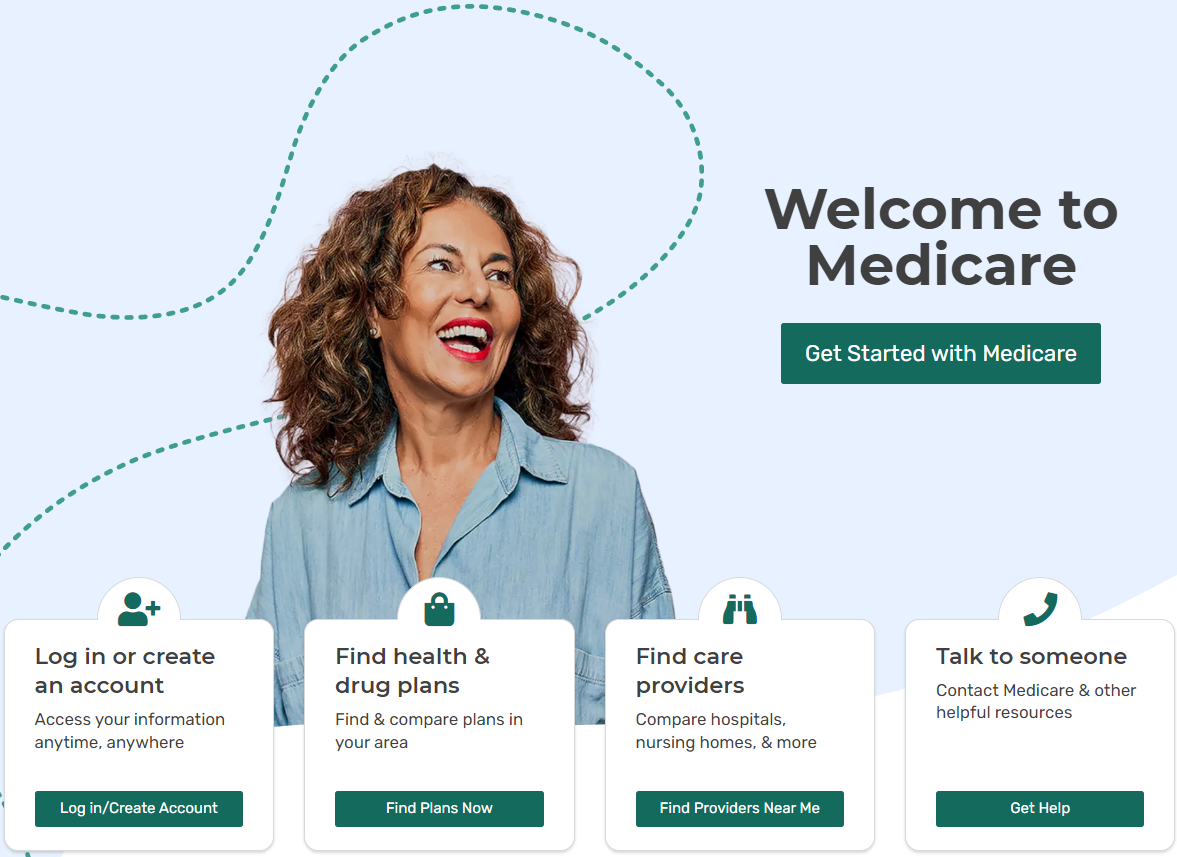 Welcome to
Medicare
Get Started with Medicare
Log in or create
an account
Access your information
anytime, anywhere
Log in/Create Account
Find health &
drug plans
Find & compare plans in
your area
Find Plans Now
Find care
providers
Compare hospitals,
nursing homes, & more
Find Providers Near Me
Talk to someone
Contact Medicare & other
helpful resources
Get Help